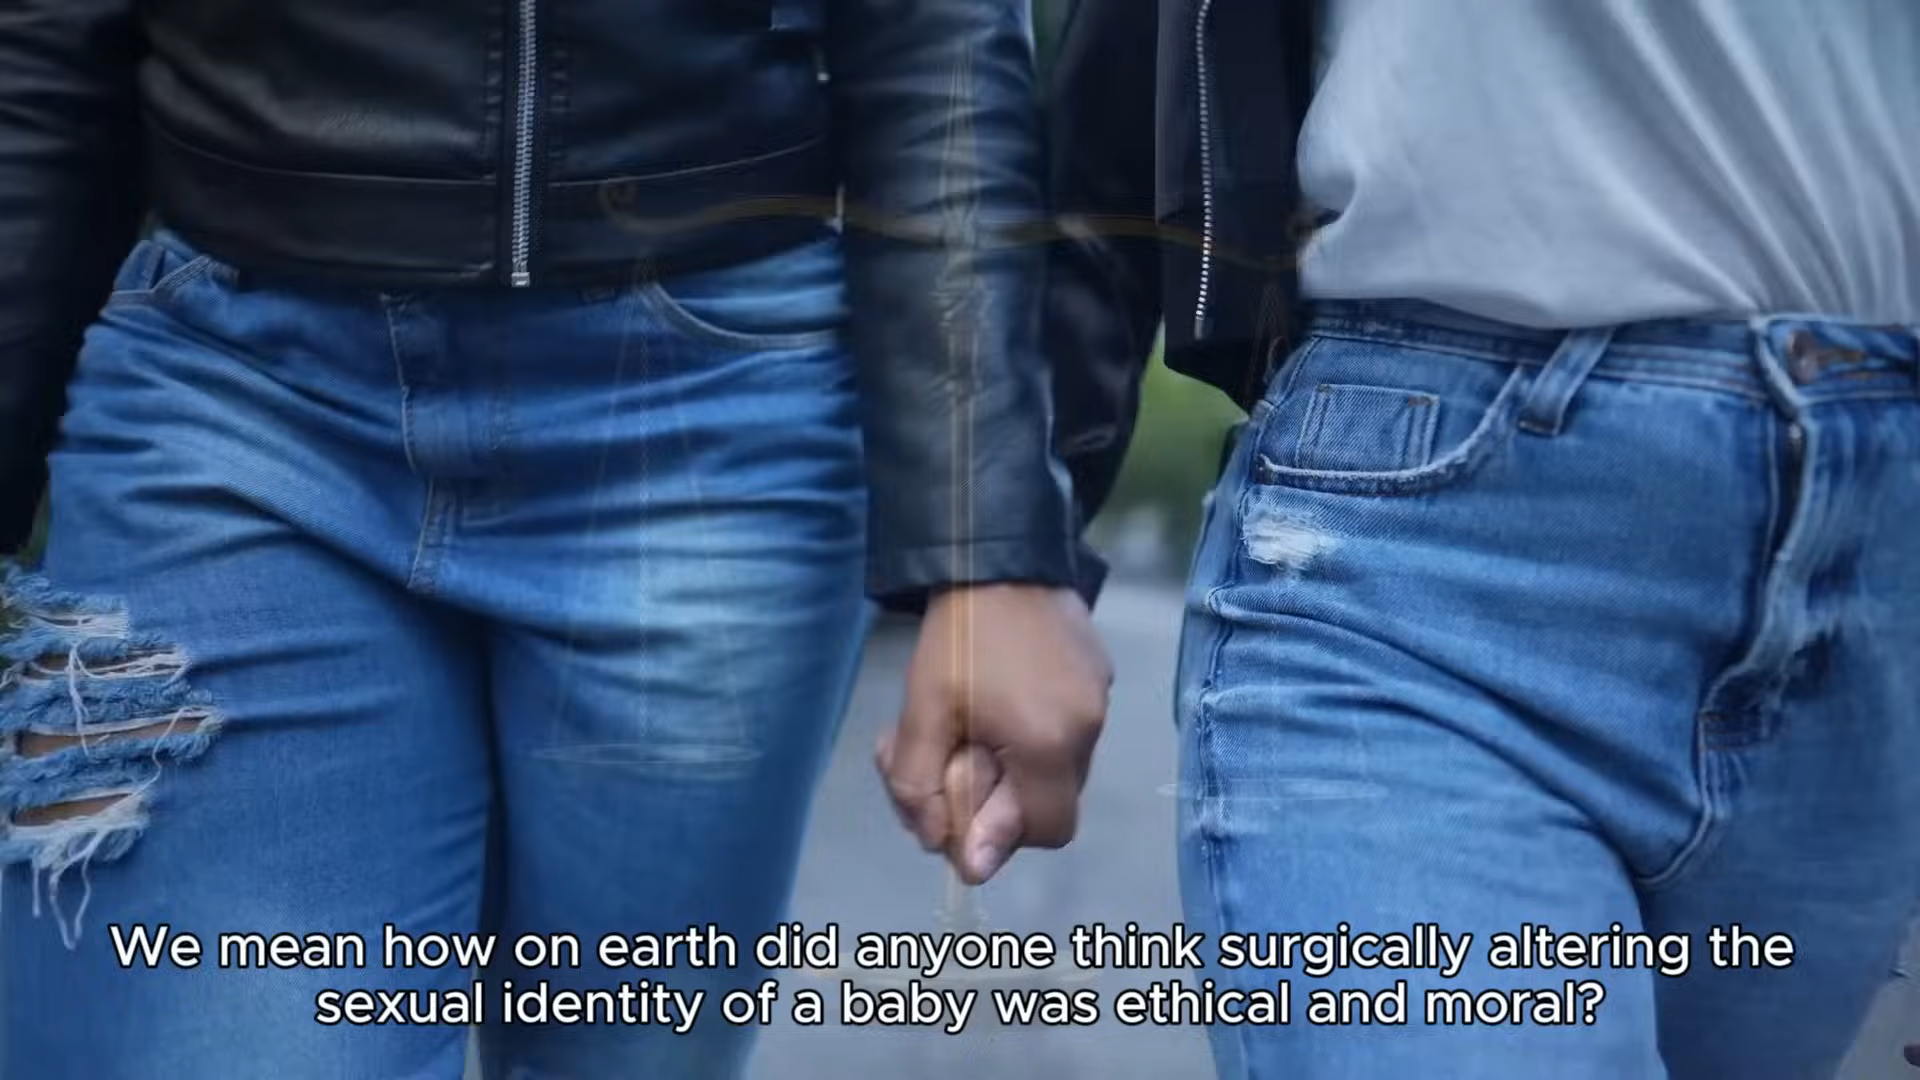 We mean how on earth did anyone think surgically altering the
sexual identity of a baby was ethical and moral?